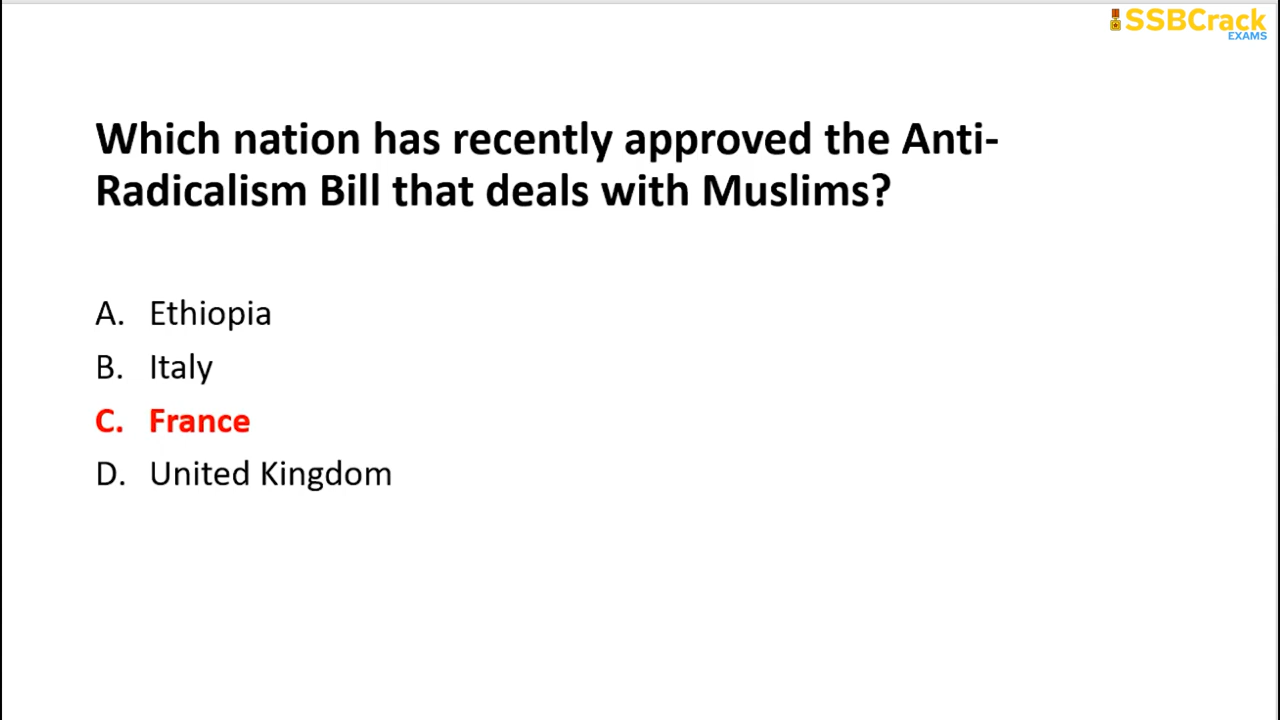 SSBCrack
EXAMS
Which nation has recently approved the Anti-
Radicalism Bill that deals with Muslims?
A. Ethiopia
B. Italy
C. France
D. United Kingdom